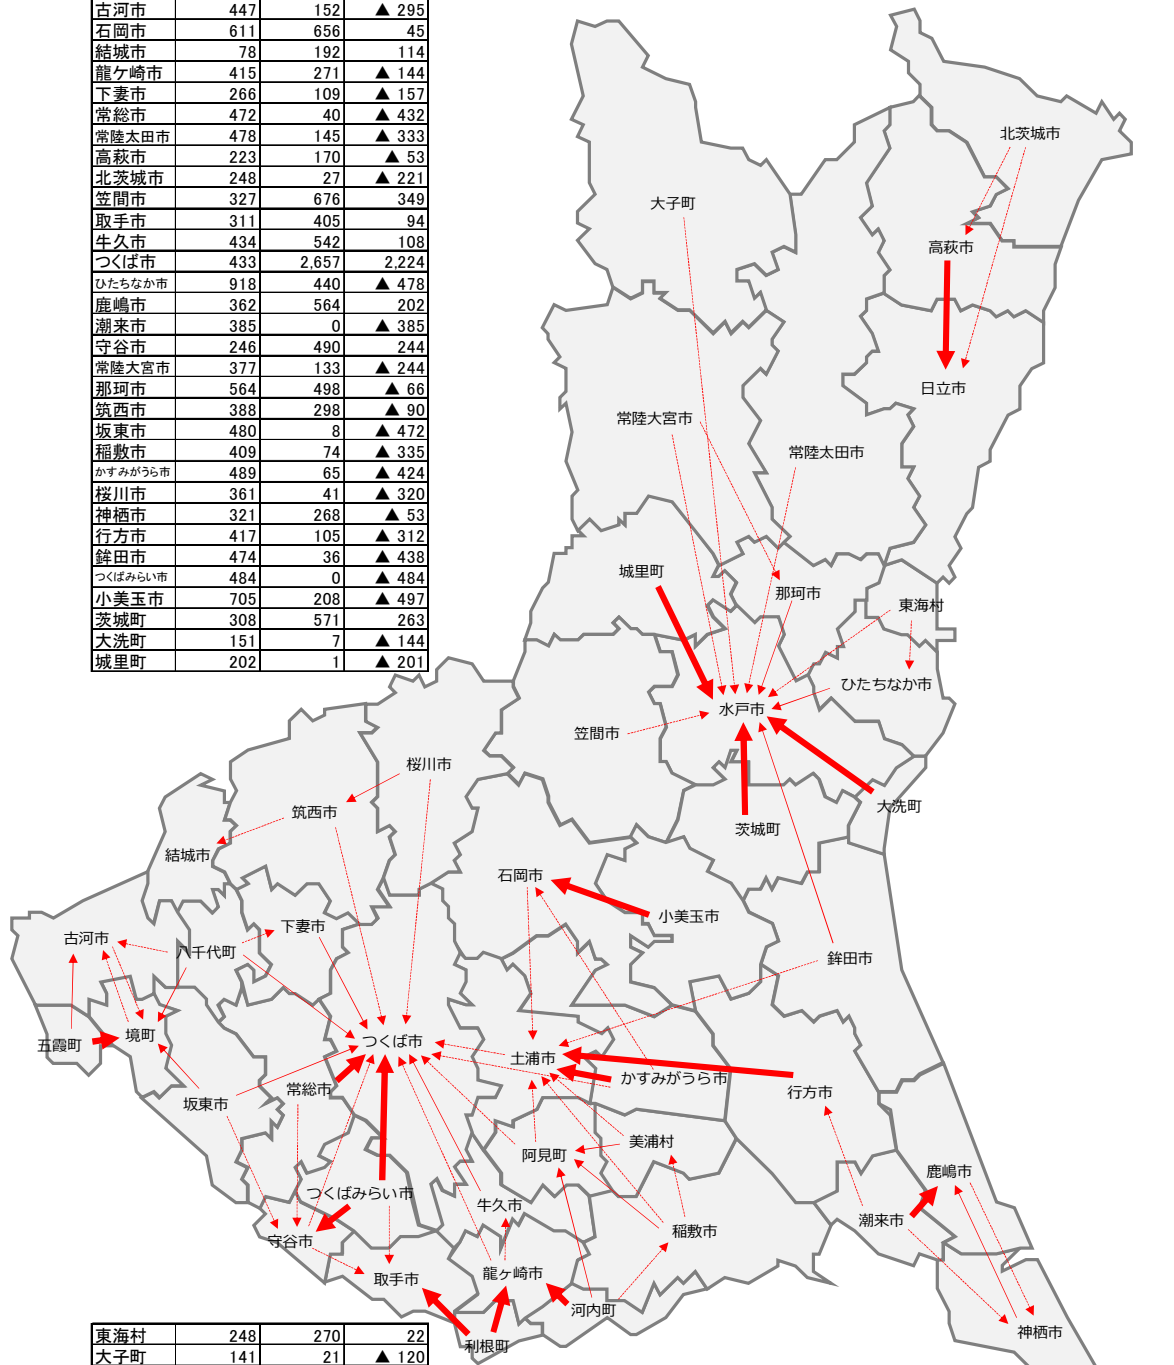 古河市 447 152 ▲ 295
石岡市 611 656 45
結城市 78 192 114
龍ケ崎市 415 271 ▲ 144
下妻市 266 109 ▲ 157
常総市 472 40 ▲ 432
常陸太田市 478 145 ▲ 333
高萩市 223 170 ▲ 53
北茨城市 248 27 ▲ 221
笠間市 327 676 349
取手市 311 405 94
牛久市 434 542 108
つくば市 433 2,657 2,224
ひたちなか市 918 440 ▲ 478
鹿嶋市 362 564 202
潮来市 385 0 ▲ 385
守谷市 246 490 244
常陸大宮市 377 133 ▲ 244
那珂市 564 498 ▲ 66
筑西市 388 298 ▲ 90
坂東市 480 8 ▲ 472
稲敷市 409 74 ▲ 335
かすみがうら市 489 65 ▲ 424
桜川市 361 41 ▲ 320
神栖市 321 268 ▲ 53
行方市 417 105 ▲ 312
鉾田市 474 36 ▲ 438
つくばみらい市 484 0 ▲ 484
小美玉市 705 208 ▲ 497
茨城町 308 571 263
大洗町 151 7 ▲ 144
城里町 202 1 ▲ 201
北茨城市
大子町
高萩市
日立市
常陸大宮市
常陸太田市
城里町
那珂市
東海村
ひたちなか市
水戸市
笠間市
桜川市
大洗町
筑西市
茨城町
結城市
石岡市
小美玉市
下妻市
古河市
八千代町
鉾田市
境町
五霞町
つくば市
土浦市
かすみがうら市
常総市
行方市
坂東市
美浦村
阿見町
鹿嶋市
つくばみらい市
牛久市
潮来市
稲敷市
守谷市
龍ヶ崎市
取手市
河内町
神栖市
利根町
東海村 248 270 22
大子町 141 21 ▲ 120